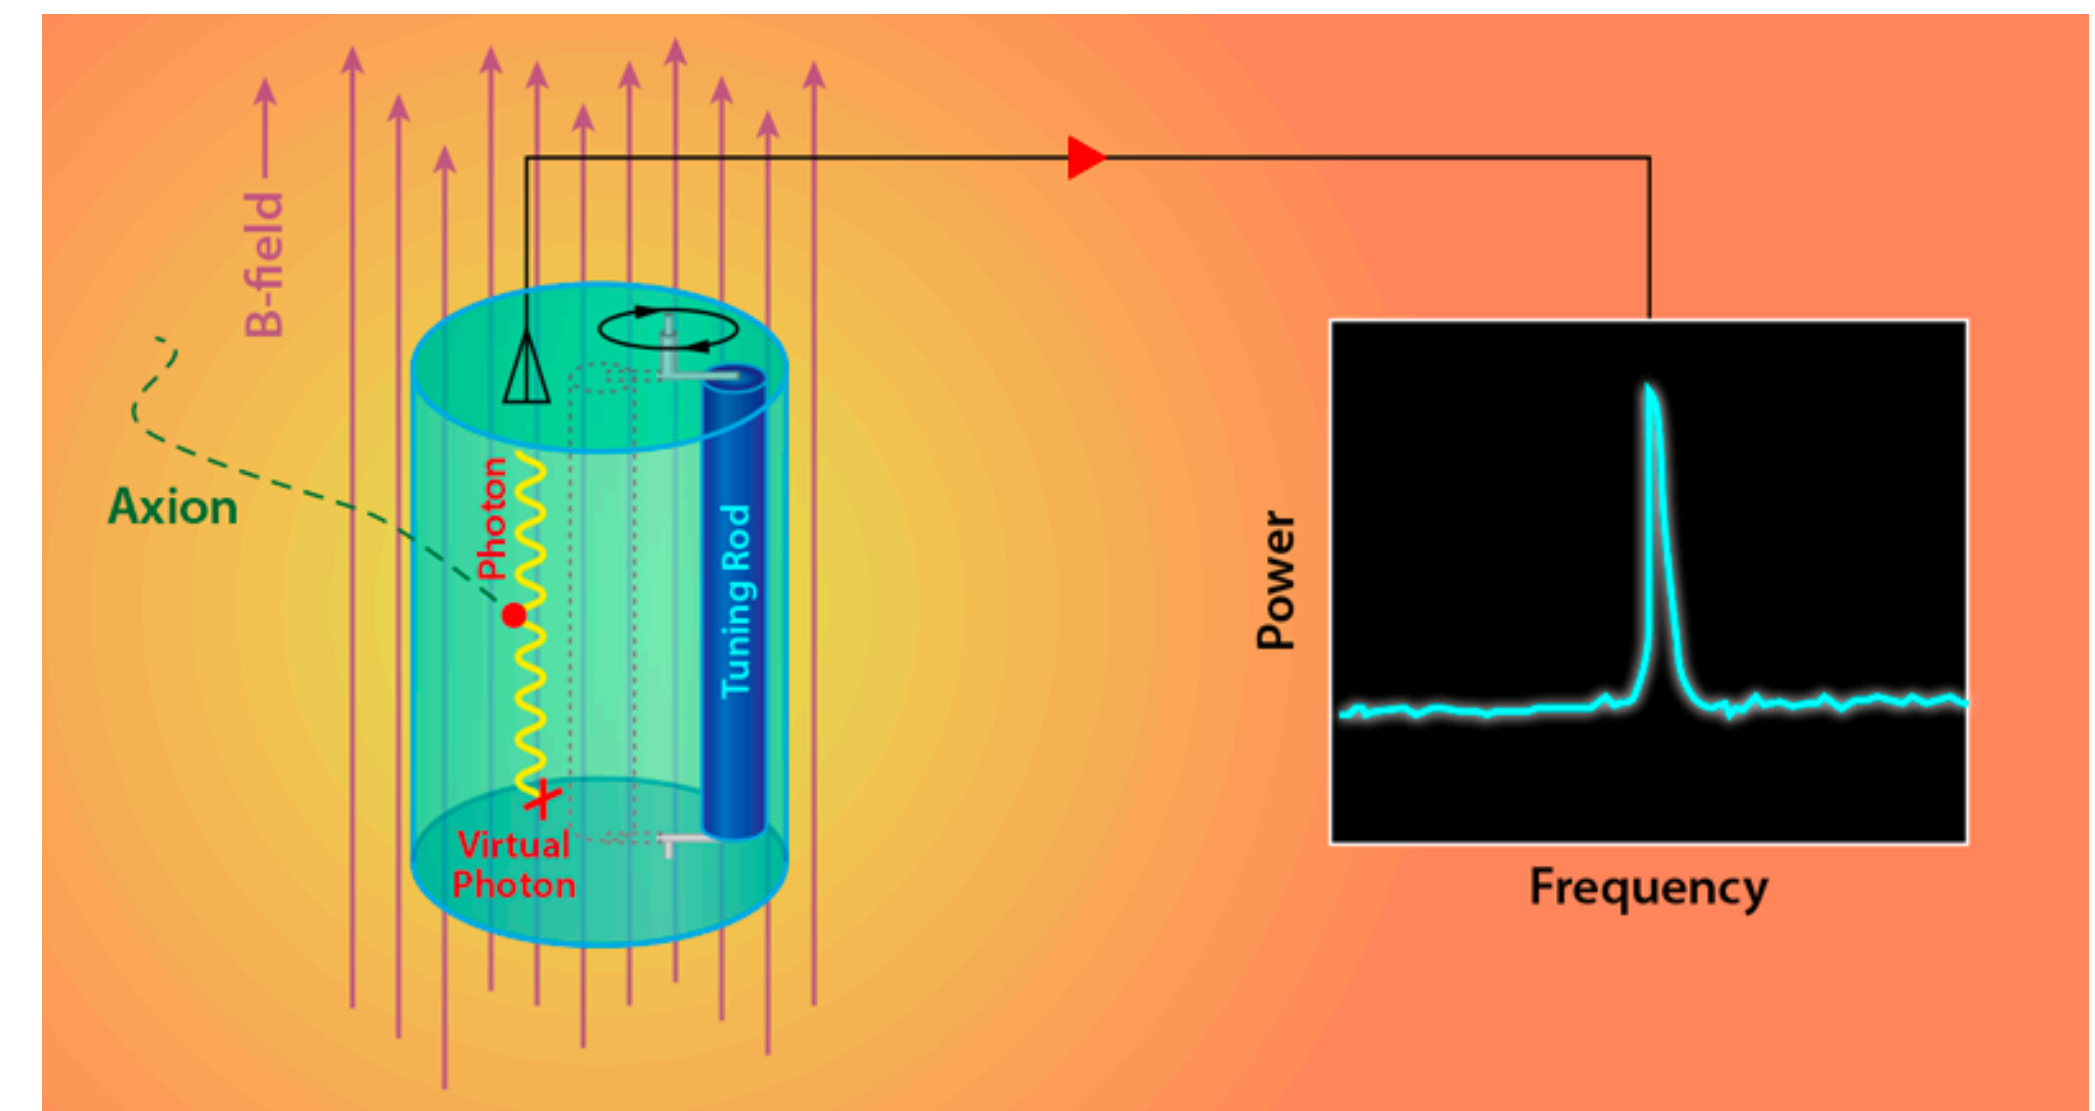 B-field
Axion
Photon
Tuning Rod
Virtual
Photon
Power
Frequency